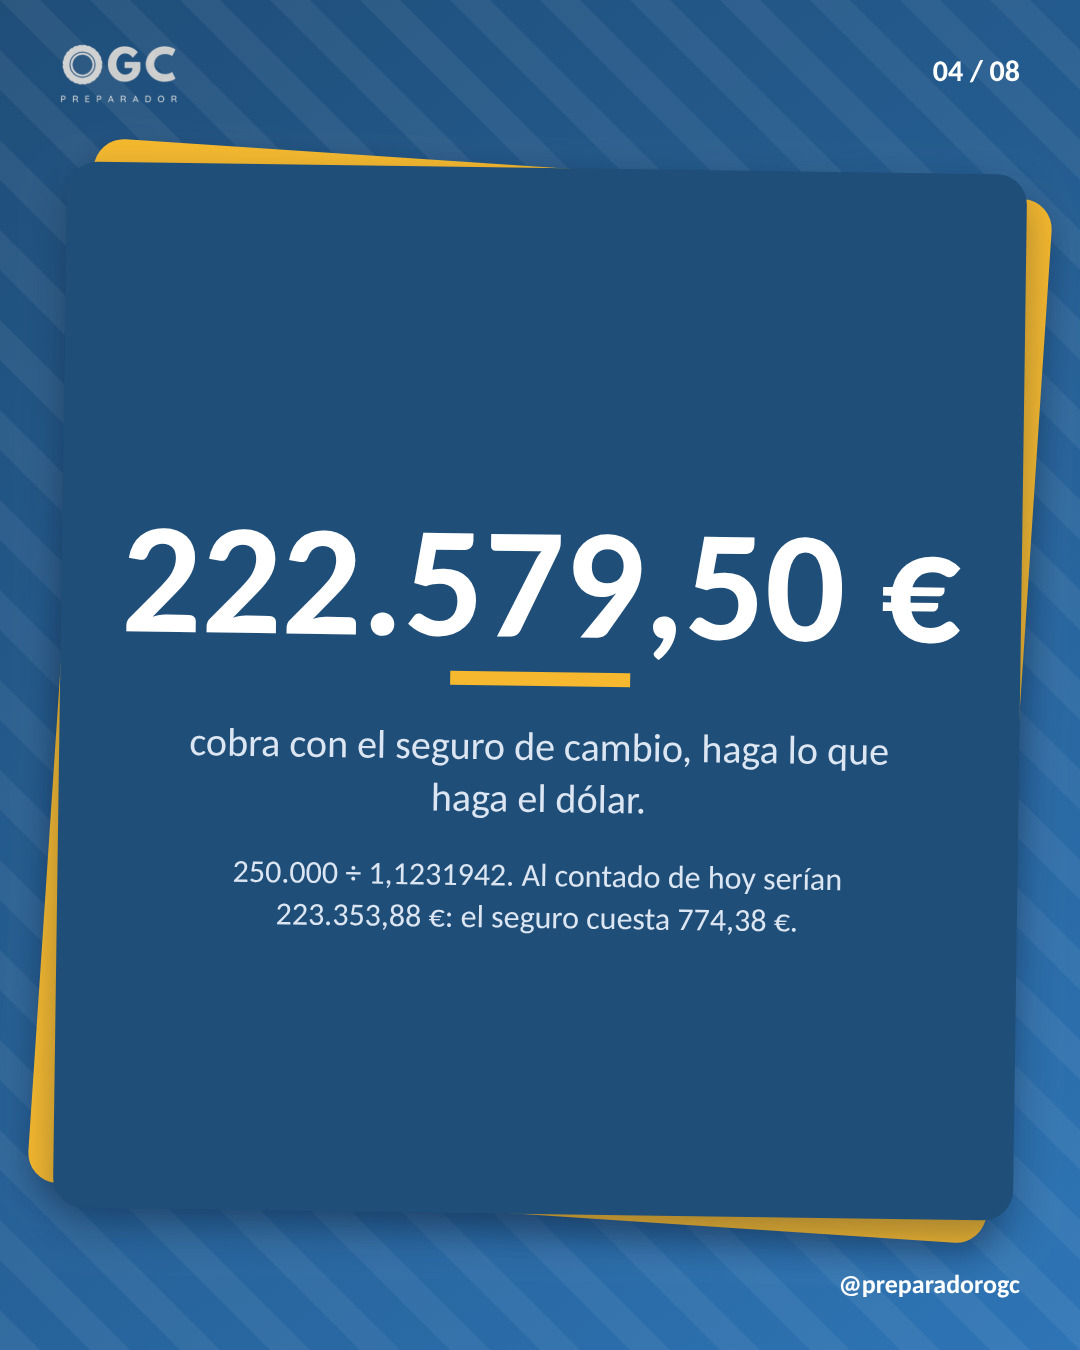 OGC
PREPARADOR
04 / 08
222.579,50 €
cobra con el seguro de cambio, haga lo que
haga el dólar.
250.000 ÷ 1,1231942. Al contado de hoy serían
223.353,88 €: el seguro cuesta 774,38 €.
@preparadorogc